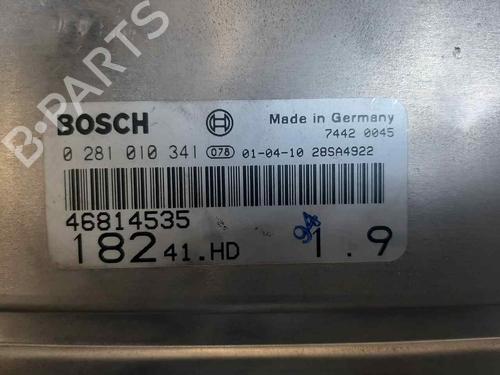 B-PARTS
BOSCH
Made in Germany
7442 0045
0 281 010 341 078 01-04-10 28SA4922
46814535
182 41.HD 1.9